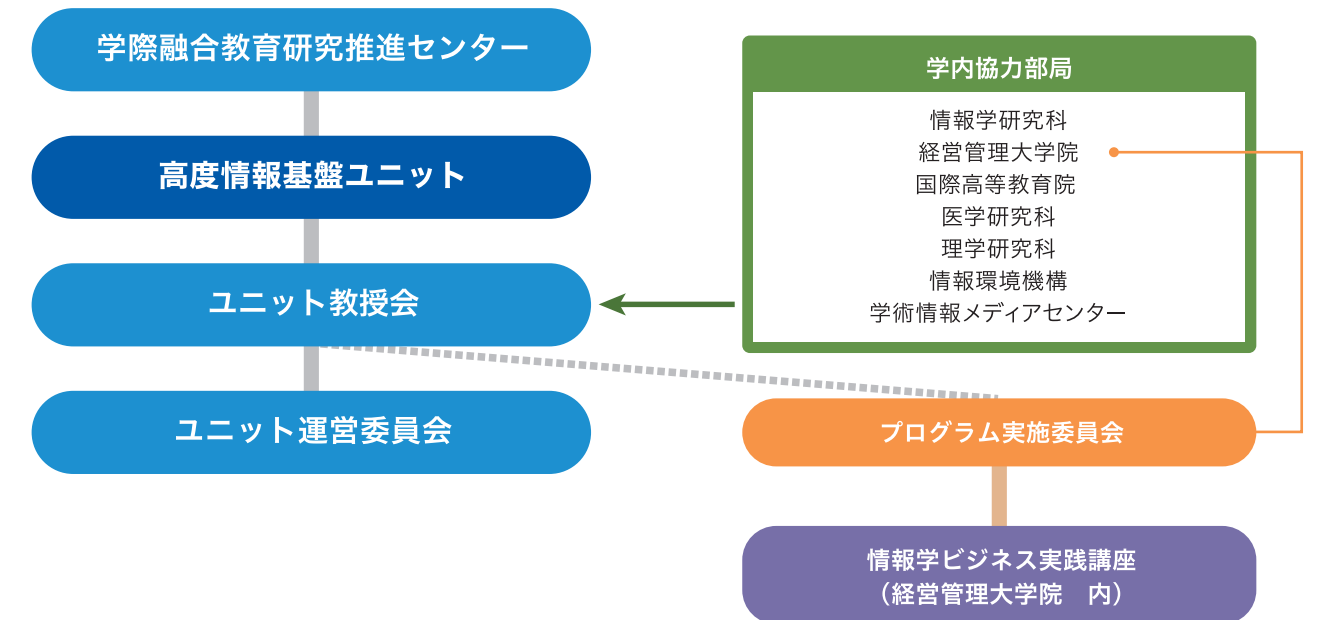 学際融合教育研究推進センター
高度情報基盤ユニット
ユニット教授会
ユニット運営委員会
学内協力部局
情報学研究科
経営管理大学院
国際高等教育院
医学研究科
理学研究科
情報環境機構
学術情報メディアセンター
プログラム実施委員会
情報学ビジネス実践講座
（経営管理大学院　内）